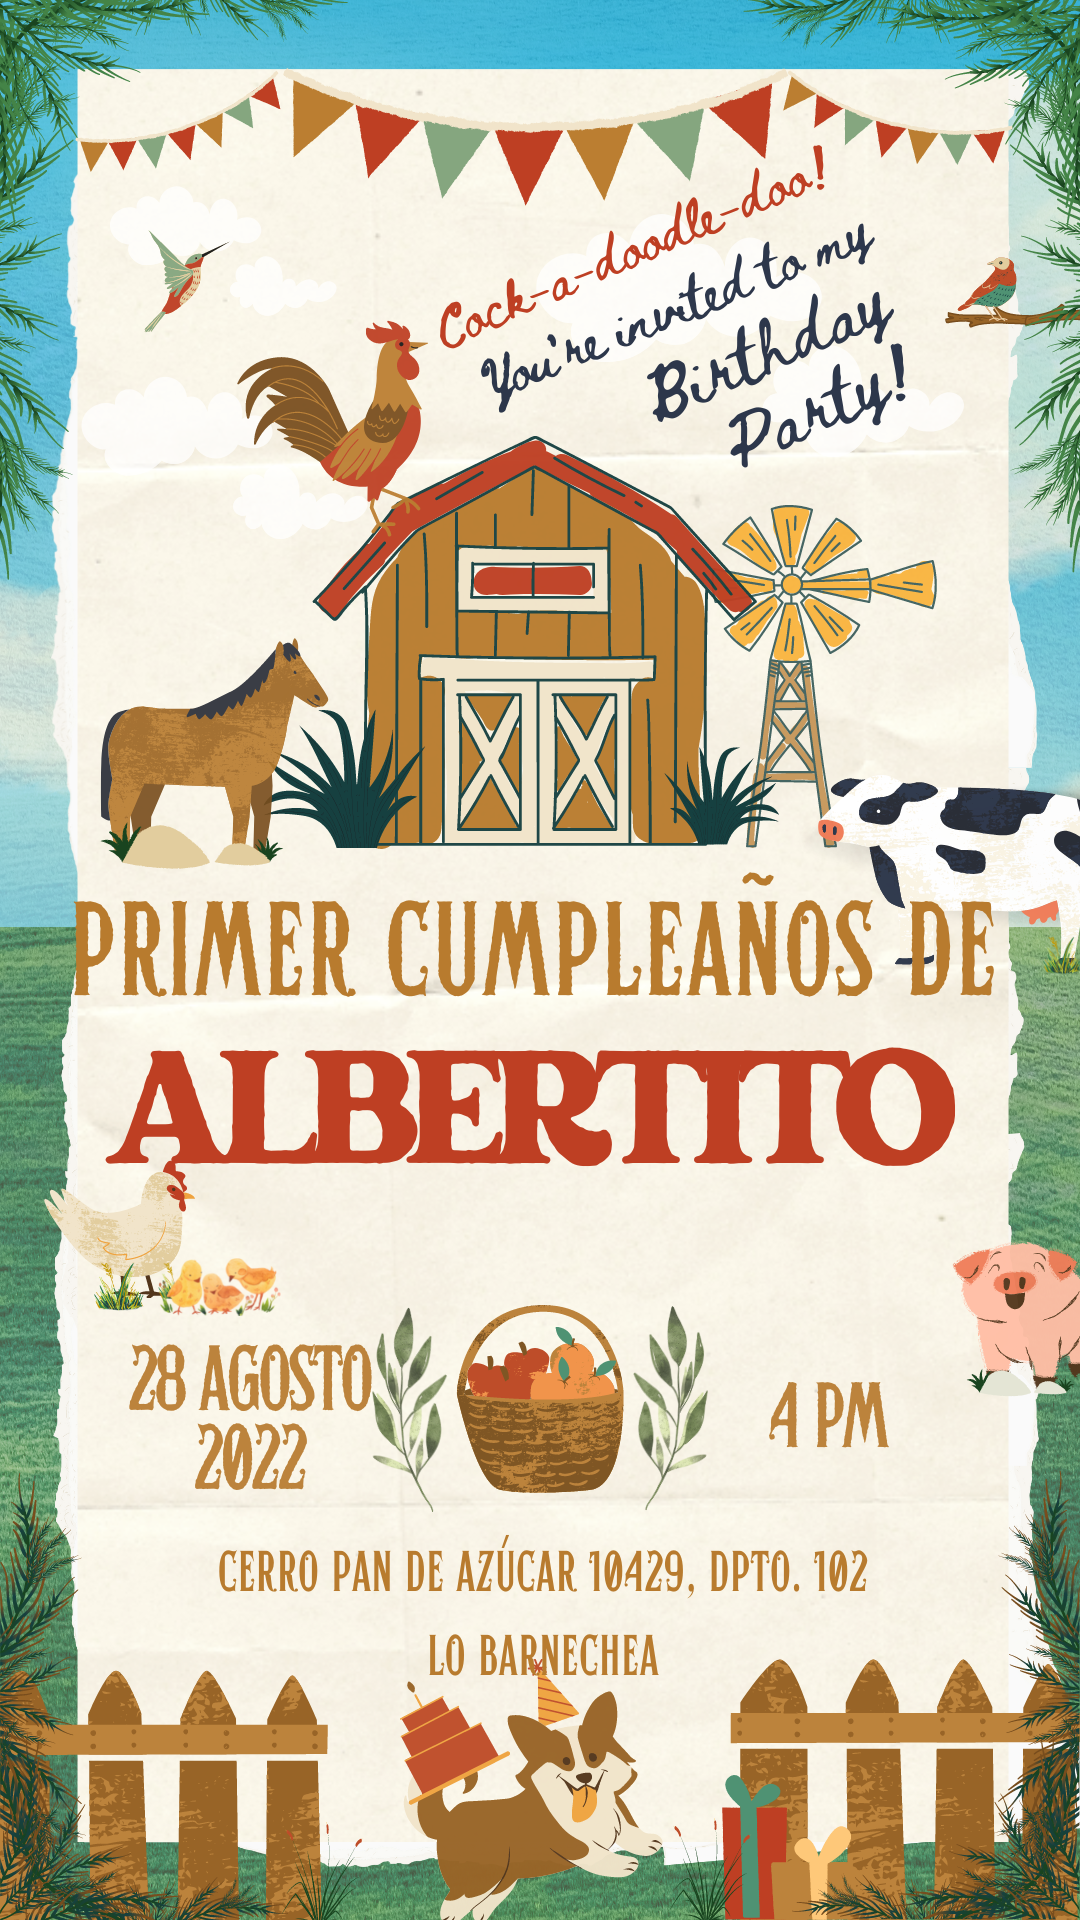 Cock-a-doodle-doo!
You're invited to my
Birthday
Party!
PRIMER CUMPLEAÑOS DE
ALBERTITO
28 AGOSTO
2022
4 PM
CERRO PAN DE AZÚCAR 10429, DPTO. 102
LO BARNECHEA